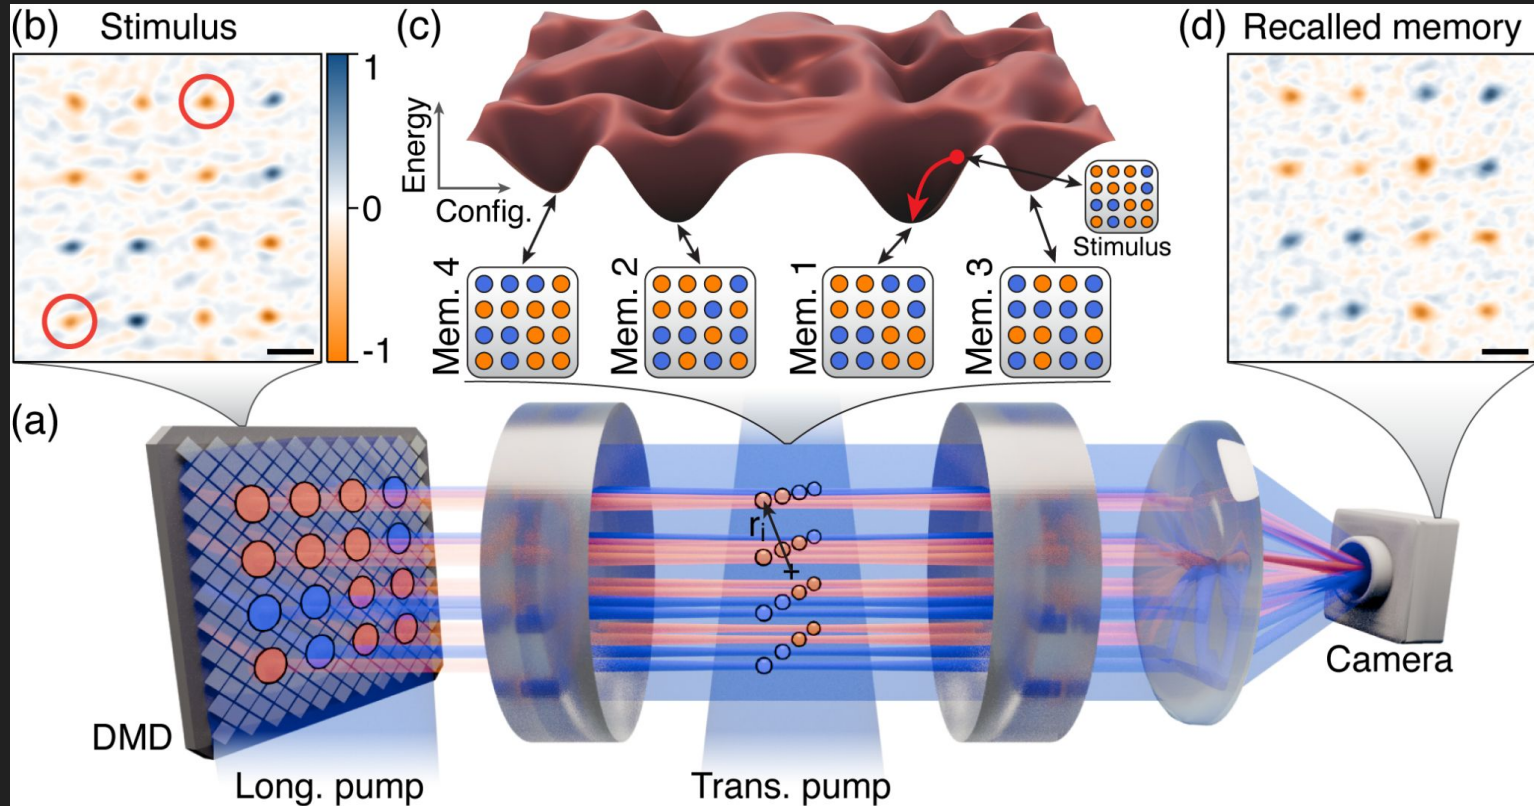 (b) Stimulus
1
0
-1
(c)
Energy
Config.
Stimulus
Mem. 4
Mem. 2
Mem. 1
Mem. 3
(d) Recalled memory
(a)
DMD
Long. pump
rᵢ
+
Trans. pump
Camera